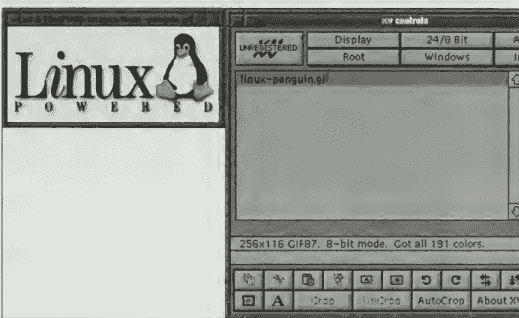 Linux
POWERED
xv controls
UNREGISTERED
Display
24/8 Bit
Root
Windows
linux-penguin.gi
256x116 GIF87. 8-bit mode. Got all 191 colors.
A
Crop
UnCrop
AutoCrop
About XV